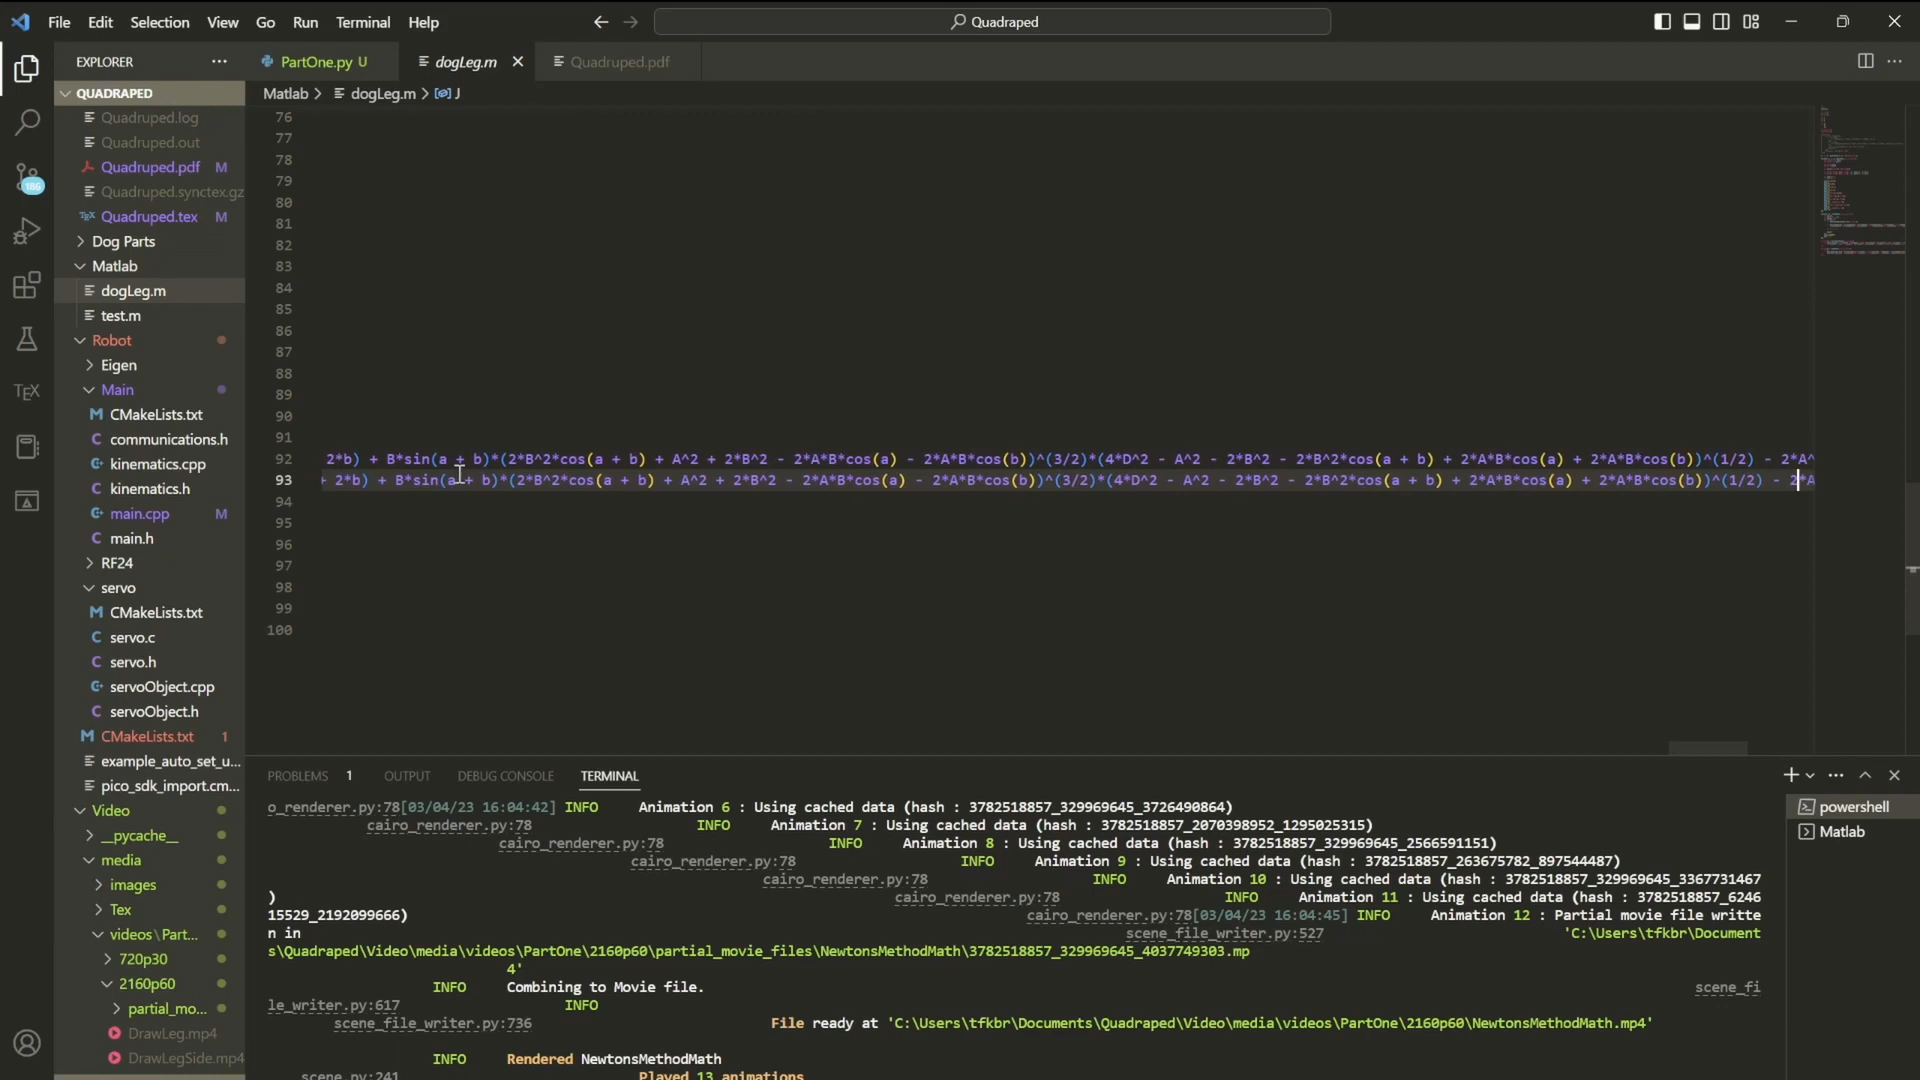 File Edit Selection View Go Run Terminal Help
Quadraped
EXPLORER
PartOne.py U
dogLeg.m
Quadruped.pdf
QUADRAPED
Matlab > dogLeg.m > J
Quadruped.log
Quadruped.out
Quadruped.pdf M
Quadruped.synctex.gz
Quadruped.tex M
Dog Parts
Matlab
dogLeg.m
test.m
Robot
Eigen
Main
CMakeLists.txt
communications.h
kinematics.cpp
kinematics.h
main.cpp M
main.h
RF24
servo
CMakeLists.txt
servo.c
servo.h
servoObject.cpp
servoObject.h
CMakeLists.txt 1
example_auto_set_u...
pico_sdk_import.cm...
Video
__pycache__
media
images
Tex
videos\Part...
720p30
2160p60
partial_mo...
DrawLeg.mp4
DrawLegSide.mp4
186
TEX
76
77
78
79
80
81
82
83
84
85
86
87
88
89
90
91
92 2*b) + B*sin(a + b)*(2*B^2*cos(a + b) + A^2 + 2*B^2 - 2*A*B*cos(a) - 2*A*B*cos(b))^(3/2)*(4*D^2 - A^2 - 2*B^2 - 2*B^2*cos(a + b) + 2*A*B*cos(a) + 2*A*B*cos(b))^(1/2) - 2*A^
93 + 2*b) + B*sin(a + b)*(2*B^2*cos(a + b) + A^2 + 2*B^2 - 2*A*B*cos(a) - 2*A*B*cos(b))^(3/2)*(4*D^2 - A^2 - 2*B^2 - 2*B^2*cos(a + b) + 2*A*B*cos(a) + 2*A*B*cos(b))^(1/2) - 2*A
94
95
96
97
98
99
100
PROBLEMS 1 OUTPUT DEBUG CONSOLE TERMINAL
powershell
Matlab
o_renderer.py:78[03/04/23 16:04:42] INFO Animation 6 : Using cached data (hash : 3782518857_329969645_3726490864)
cairo_renderer.py:78 INFO Animation 7 : Using cached data (hash : 3782518857_2070398952_1295025315)
cairo_renderer.py:78 INFO Animation 8 : Using cached data (hash : 3782518857_329969645_2566591151)
cairo_renderer.py:78 INFO Animation 9 : Using cached data (hash : 3782518857_263675782_897544487)
cairo_renderer.py:78 INFO Animation 10 : Using cached data (hash : 3782518857_329969645_3367731467
) cairo_renderer.py:78 INFO Animation 11 : Using cached data (hash : 3782518857_6246
15529_2192099666) cairo_renderer.py:78[03/04/23 16:04:45] INFO Animation 12 : Partial movie file writte
n in scene_file_writer.py:527 'C:\Users\tfkbr\Document
s\Quadraped\Video\media\videos\PartOne\2160p60\partial_movie_files\NewtonsMethodMath\3782518857_329969645_4037749303.mp
4'
INFO Combining to Movie file. scene_fi
le_writer.py:617 INFO
scene_file_writer.py:736 File ready at 'C:\Users\tfkbr\Documents\Quadraped\Video\media\videos\PartOne\2160p60\NewtonsMethodMath.mp4'
INFO Rendered NewtonsMethodMath
scene.py:241 Played 13 animations